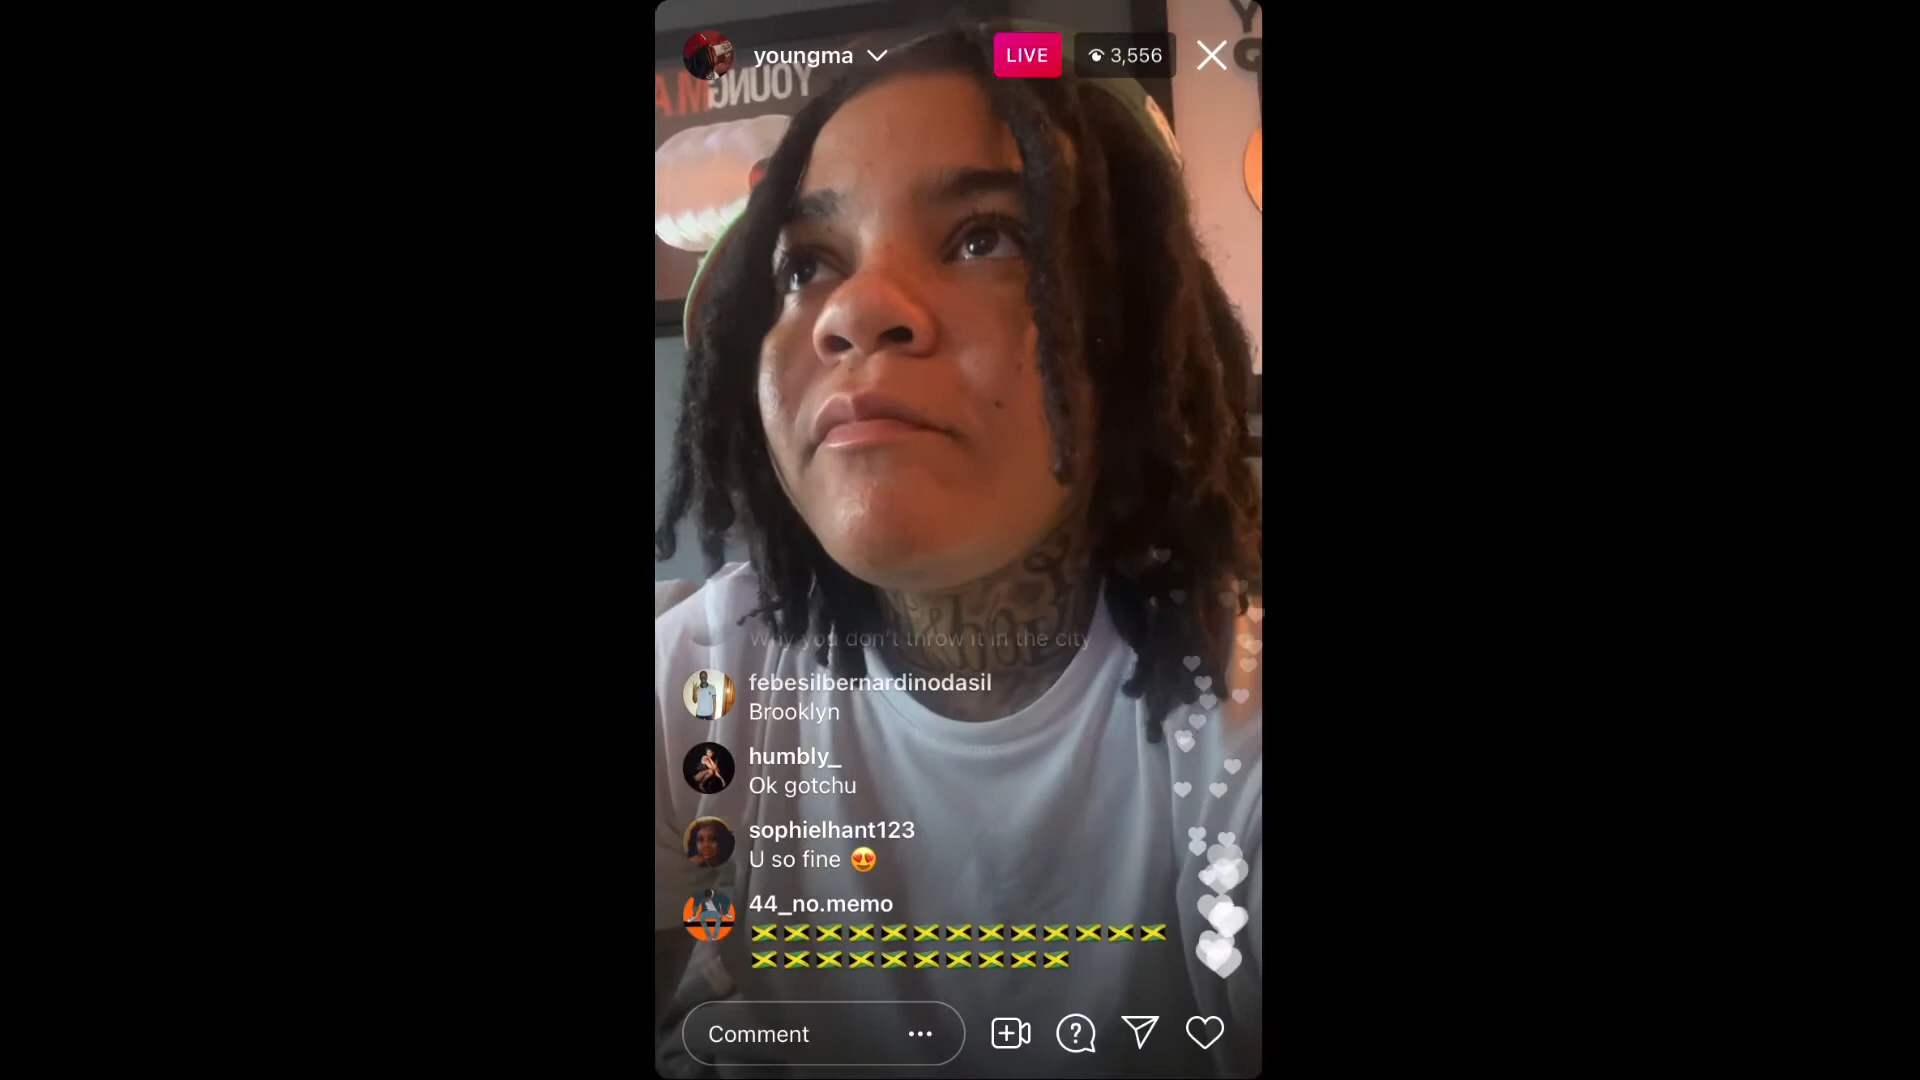 youngma
LIVE
3,556
YOUNGM.A
Why you don't throw it in the city
febesilbernardinodasil
Brooklyn
humbly_
Ok gotchu
sophielhant123
U so fine 😍
44_no.memo
🇯🇲🇯🇲🇯🇲🇯🇲🇯🇲🇯🇲🇯🇲🇯🇲🇯🇲🇯🇲🇯🇲🇯🇲🇯🇲
🇯🇲🇯🇲🇯🇲🇯🇲🇯🇲🇯🇲🇯🇲🇯🇲🇯🇲🇯🇲
Comment